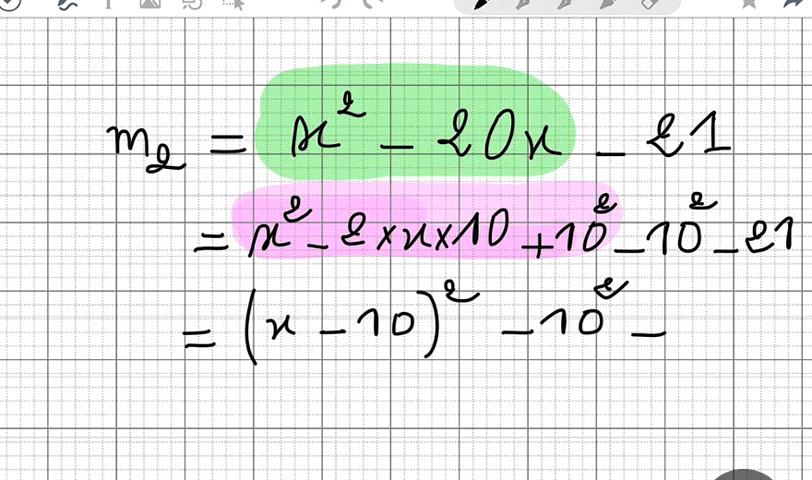 m₂ = x² - 20x - 21
= x² - 2×x×10 + 10² - 10² - 21
= (x - 10)² - 10² -